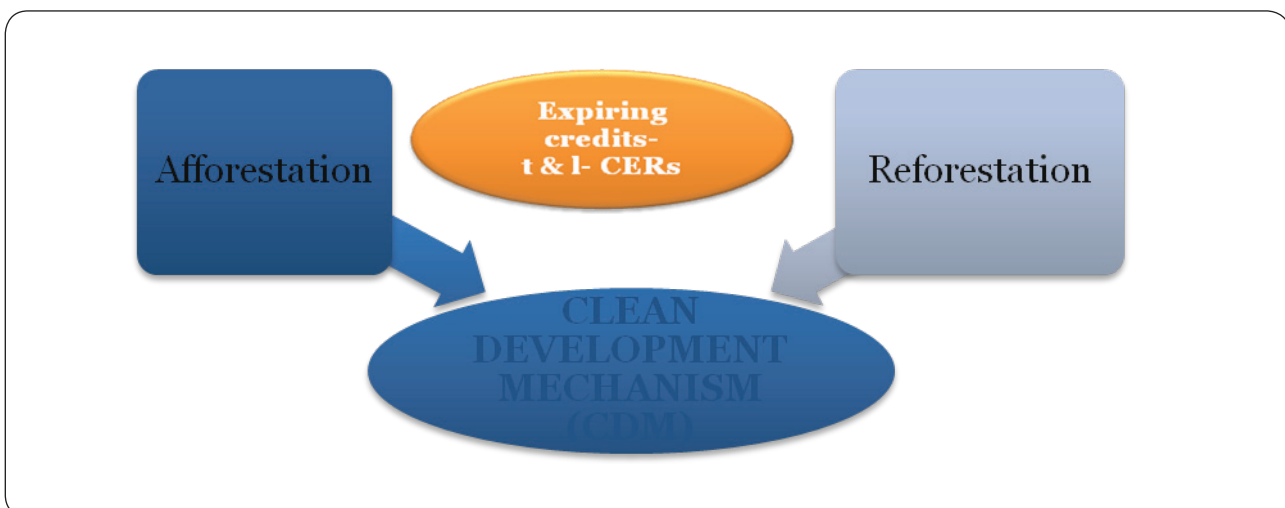 Afforestation
Expiring
credits-
t & l- CERs
Reforestation
CLEAN
DEVELOPMENT
MECHANISM
(CDM)